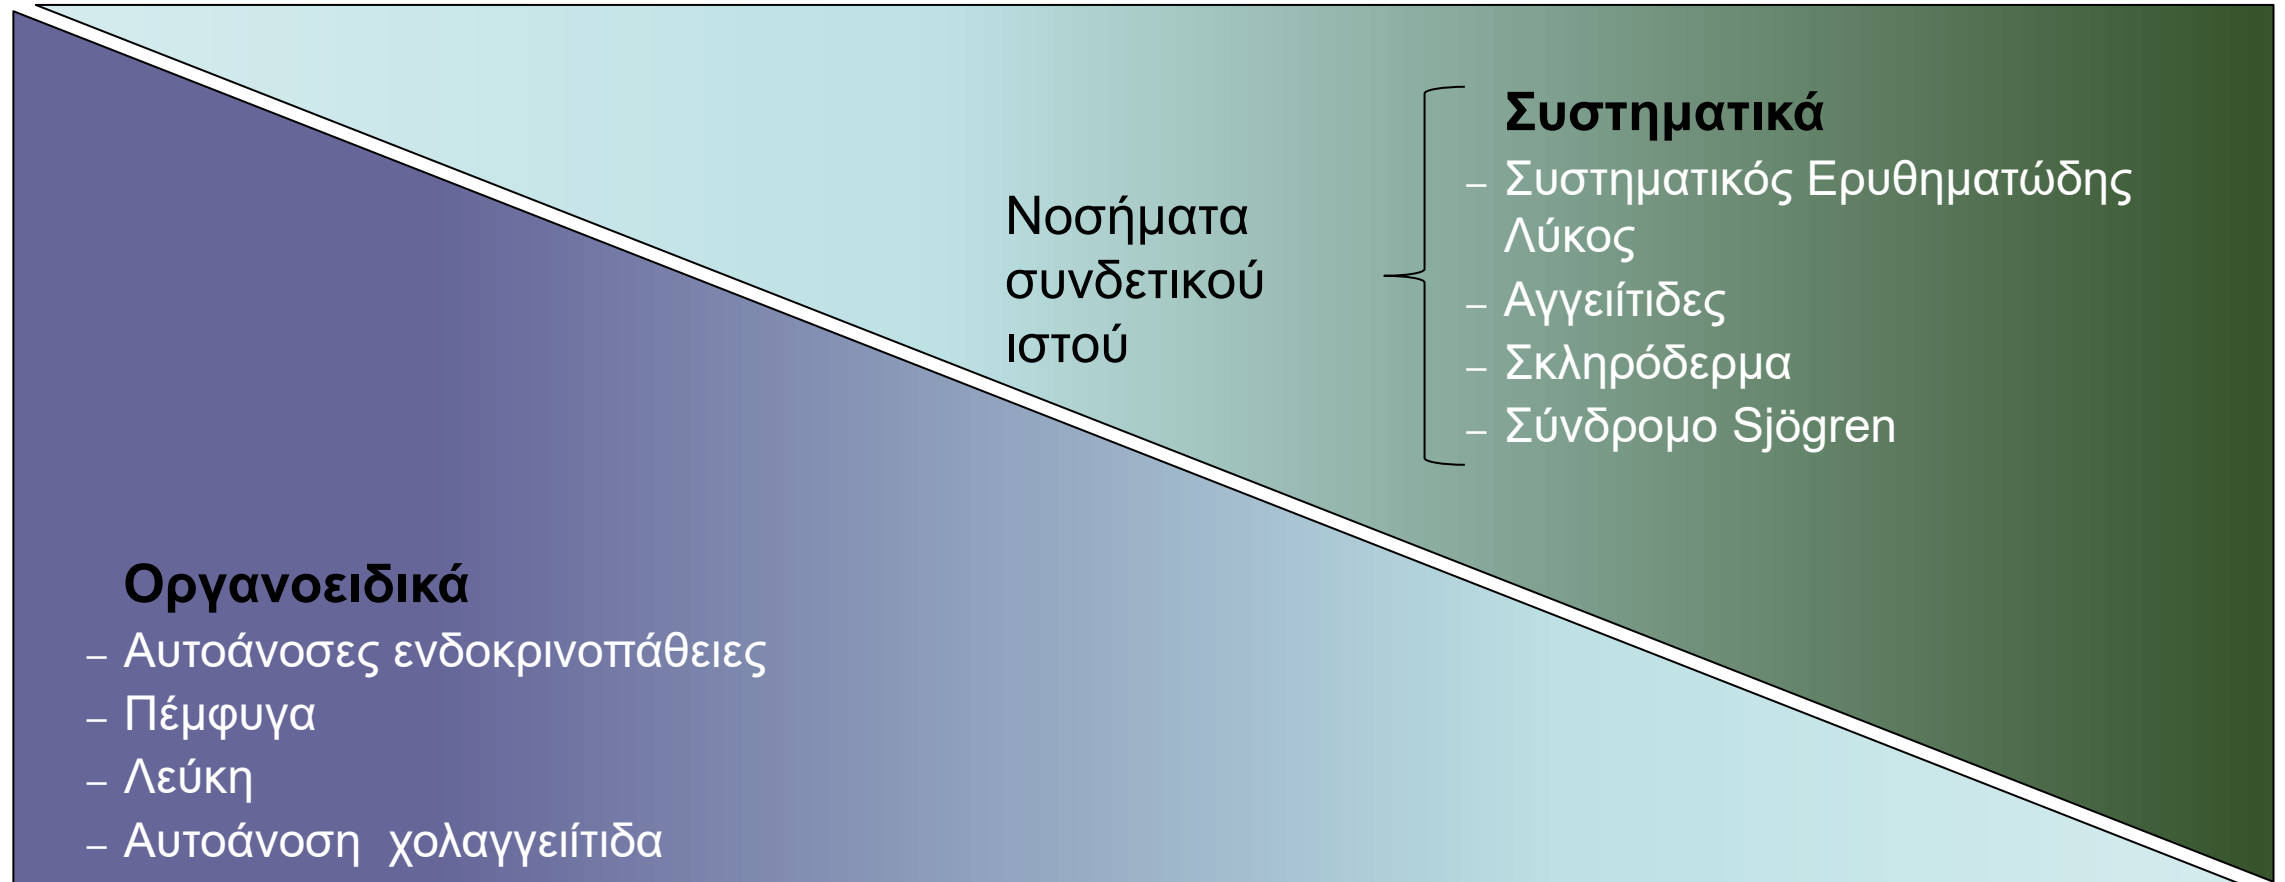 Συστηματικά
– Συστηματικός Ερυθηματώδης
Λύκος
– Αγγειίτιδες
– Σκληρόδερμα
– Σύνδρομο Sjögren
Νοσήματα
συνδετικού
ιστού
Οργανοειδικά
– Αυτοάνοσες ενδοκρινοπάθειες
– Πέμφυγα
– Λεύκη
– Αυτοάνοση χολαγγειίτιδα